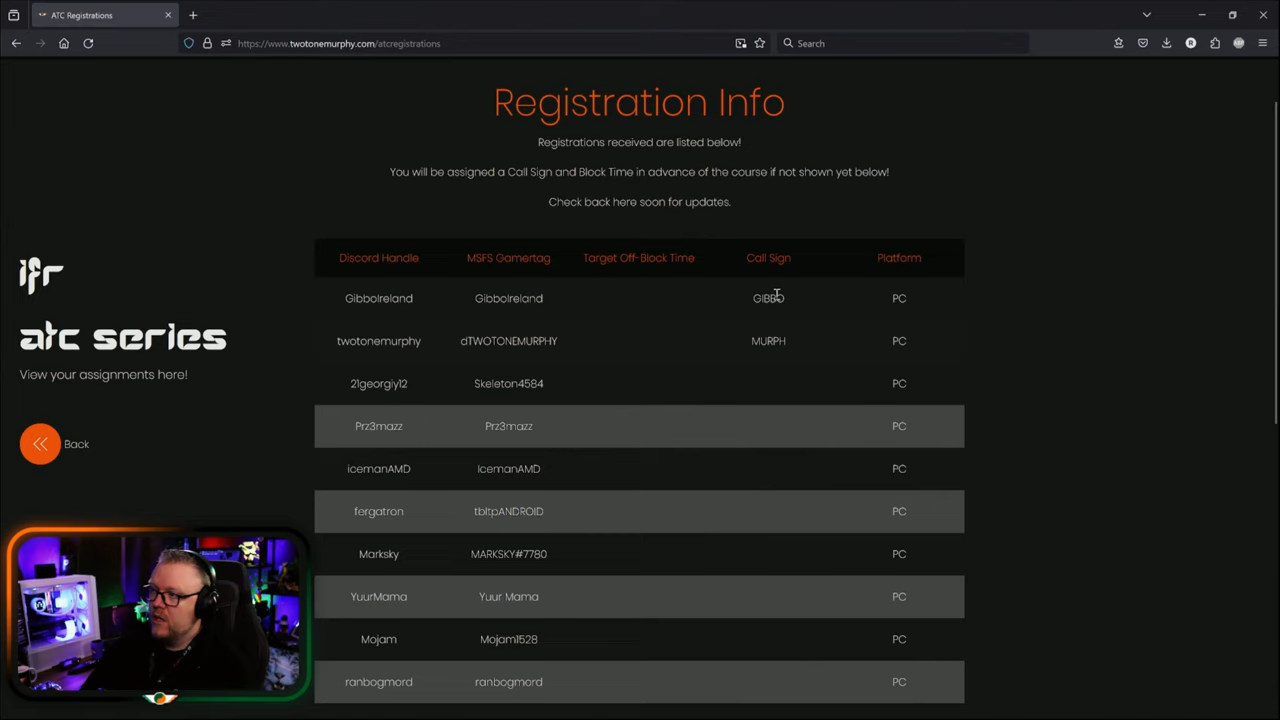 ATC Registrations
https://www.twotonemurphy.com/atcregistrations
Search
Registration Info
Registrations received are listed below!
You will be assigned a Call Sign and Block Time in advance of the course if not shown yet below!
Check back here soon for updates.
ifr
atc series
View your assignments here!
Back
Discord Handle MSFS Gamertag Target Off-Block Time Call Sign Platform
GibboIreland GibboIreland GIBBO PC
twotonemurphy dTWOTONEMURPHY MURPH PC
21georgiy12 Skeleton4584 PC
Prz3mazz Prz3mazz PC
icemanAMD IcemanAMD PC
fergatron tbltpANDROID PC
Marksky MARKSKY#7780 PC
YuurMama Yuur Mama PC
Mojam Mojam1528 PC
ranbogmord ranbogmord PC